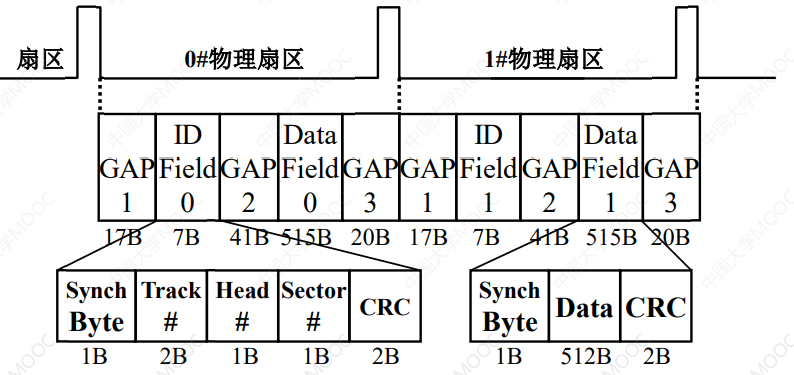 扇区 0#物理扇区 1#物理扇区
ID Data ID Data
GAP Field GAP Field GAP GAP Field GAP Field GAP
1 0 2 0 3 1 1 2 1 3
17B 7B 41B 515B 20B 17B 7B 41B 515B 20B
Synch Track Head Sector CRC Synch Data CRC
Byte # # # Byte
1B 2B 1B 1B 2B 1B 512B 2B
中国大学MOOC